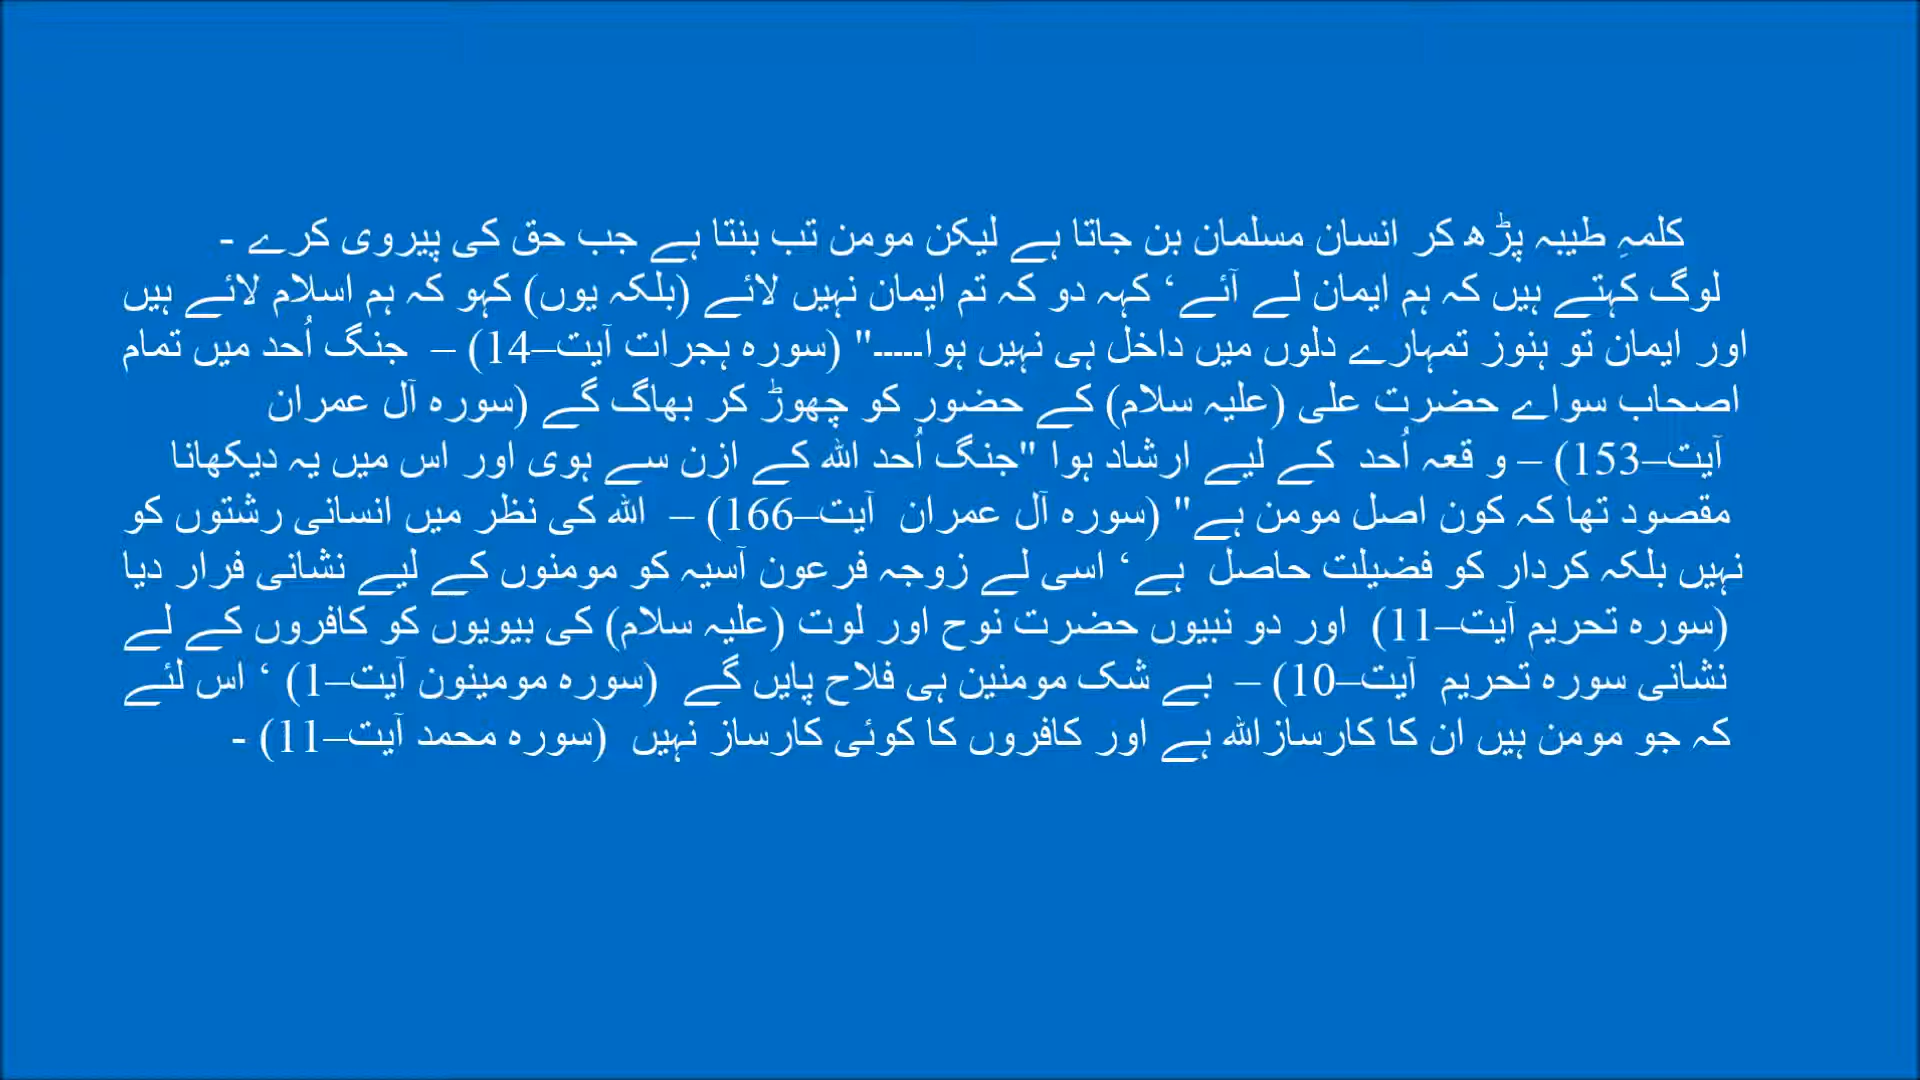 کلمہِ طیبہ پڑھ کر انسان مسلمان بن جاتا ہے لیکن مومن تب بنتا ہے جب حق کی پیروی کرے -
لوگ کہتے ہیں کہ ہم ایمان لے آئے‘ کہہ دو کہ تم ایمان نہیں لائے (بلکہ یوں) کہو کہ ہم اسلام لائے ہیں
اور ایمان تو ہنوز تمہارے دلوں میں داخل ہی نہیں ہوا-----" (سورہ ہجرات آیت–14) – جنگ اُحد میں تمام
اصحاب سواے حضرت علی (علیہ سلام) کے حضور کو چھوڑ کر بھاگ گے (سورہ آل عمران
آیت–153) – و قعہ اُحد کے لیے ارشاد ہوا "جنگ اُحد الله کے ازن سے ہوی اور اس میں یہ دیکھانا
مقصود تھا کہ کون اصل مومن ہے" (سورہ آل عمران آیت–166) – الله کی نظر میں انسانی رشتوں کو
نہیں بلکہ کردار کو فضیلت حاصل ہے‘ اسی لے زوجہ فرعون آسیہ کو مومنوں کے لیے نشانی فرار دیا
(سورہ تحریم آیت–11) اور دو نبیوں حضرت نوح اور لوت (علیہ سلام) کی بیویوں کو کافروں کے لے
نشانی سورہ تحریم آیت–10) – بے شک مومنین ہی فلاح پایں گے (سورہ مومینون آیت–1) ‘ اس لئے
کہ جو مومن ہیں ان کا کارسازالله ہے اور کافروں کا کوئی کارساز نہیں (سورہ محمد آیت–11) -